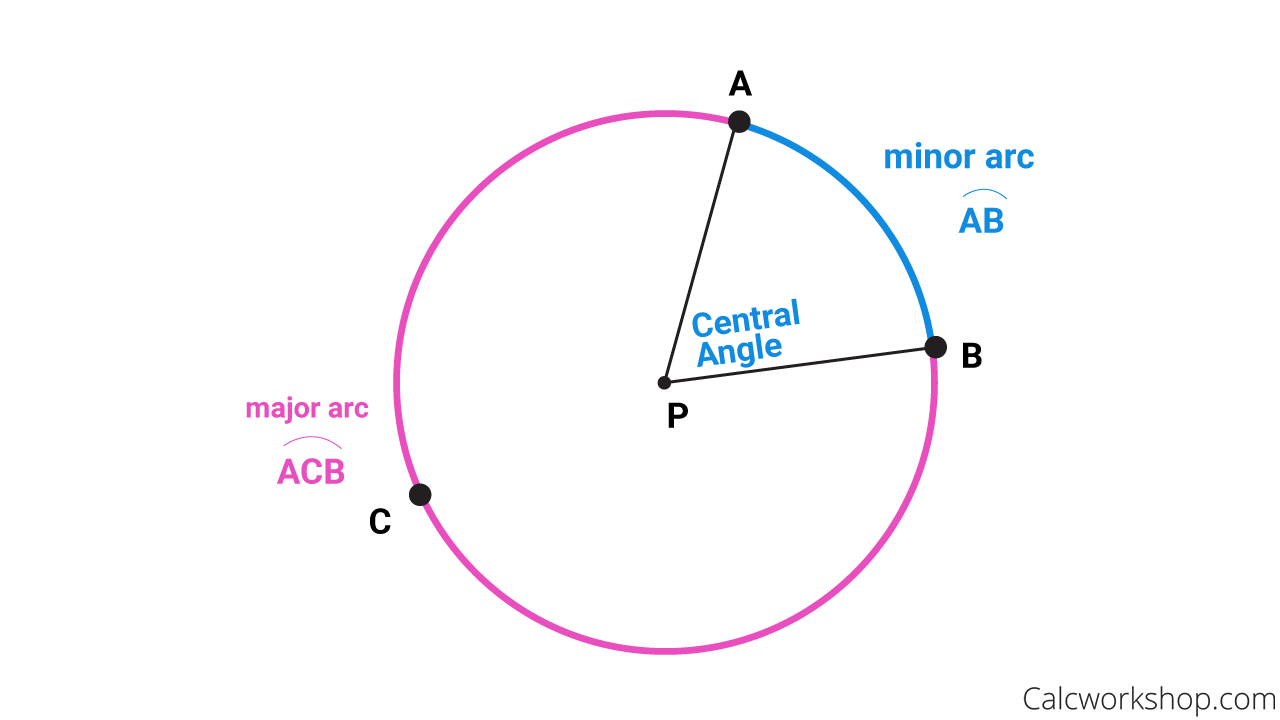 A
minor arc
AB
Central
Angle
B
P
major arc
ACB
C
Calcworkshop.com